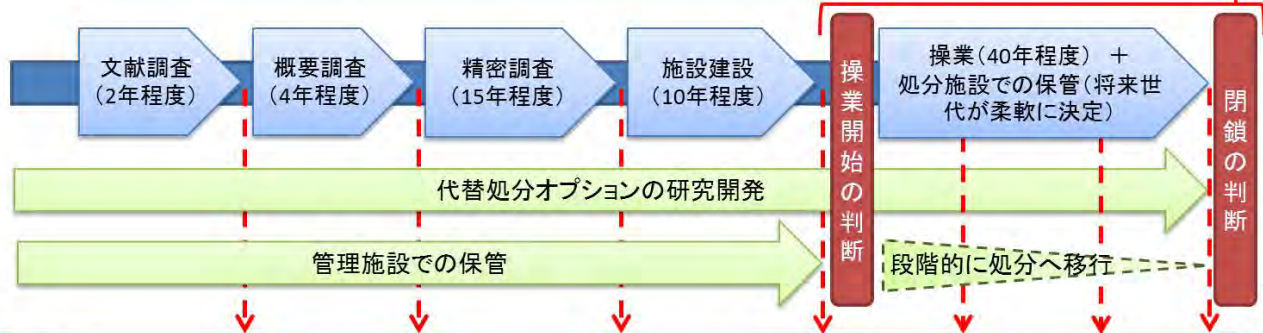 文献調査
(2年程度)
概要調査
(4年程度)
精密調査
(15年程度)
施設建設
(10年程度)
操業開始の判断
操業(40年程度) +
処分施設での保管(将来世
代が柔軟に決定)
閉鎖の判断
代替処分オプションの研究開発
管理施設での保管
段階的に処分へ移行